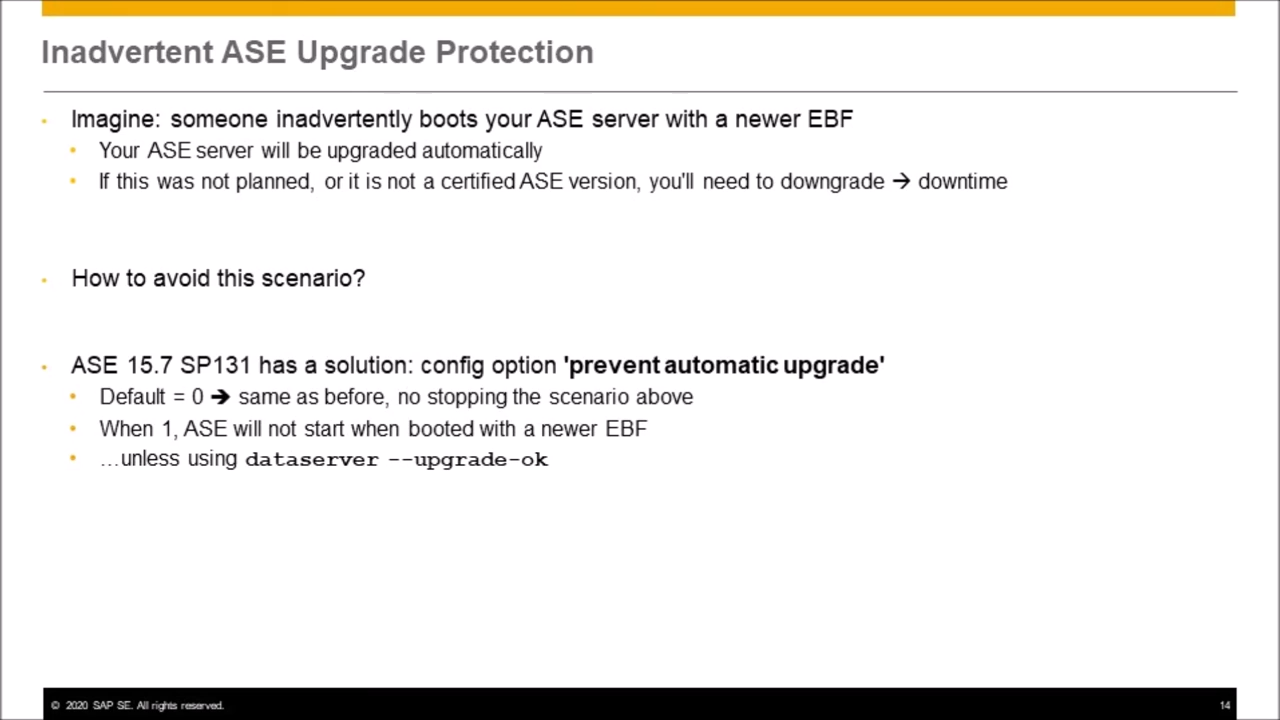 Inadvertent ASE Upgrade Protection
• Imagine: someone inadvertently boots your ASE server with a newer EBF
• Your ASE server will be upgraded automatically
• If this was not planned, or it is not a certified ASE version, you'll need to downgrade → downtime
• How to avoid this scenario?
• ASE 15.7 SP131 has a solution: config option 'prevent automatic upgrade'
• Default = 0 ➔ same as before, no stopping the scenario above
• When 1, ASE will not start when booted with a newer EBF
• …unless using dataserver --upgrade-ok
© 2020 SAP SE. All rights reserved.
14